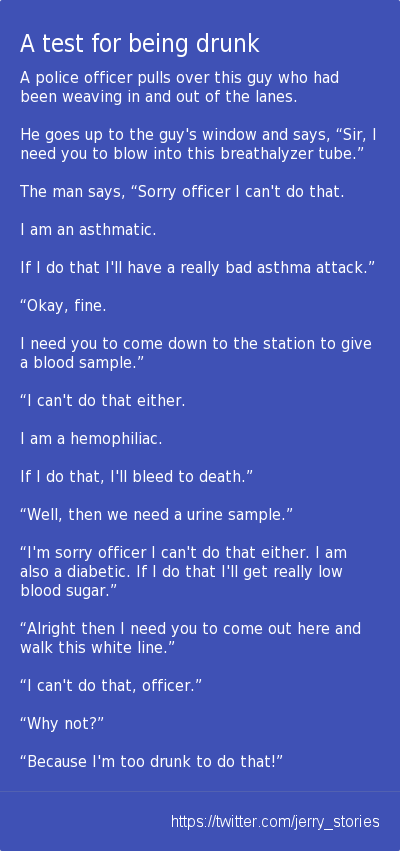 A test for being drunk
A police officer pulls over this guy who had
been weaving in and out of the lanes.
He goes up to the guy's window and says, “Sir, I
need you to blow into this breathalyzer tube.”
The man says, “Sorry officer I can't do that.
I am an asthmatic.
If I do that I'll have a really bad asthma attack.”
“Okay, fine.
I need you to come down to the station to give
a blood sample.”
“I can't do that either.
I am a hemophiliac.
If I do that, I'll bleed to death.”
“Well, then we need a urine sample.”
“I'm sorry officer I can't do that either. I am
also a diabetic. If I do that I'll get really low
blood sugar.”
“Alright then I need you to come out here and
walk this white line.”
“I can't do that, officer.”
“Why not?”
“Because I'm too drunk to do that!”
https://twitter.com/jerry_stories